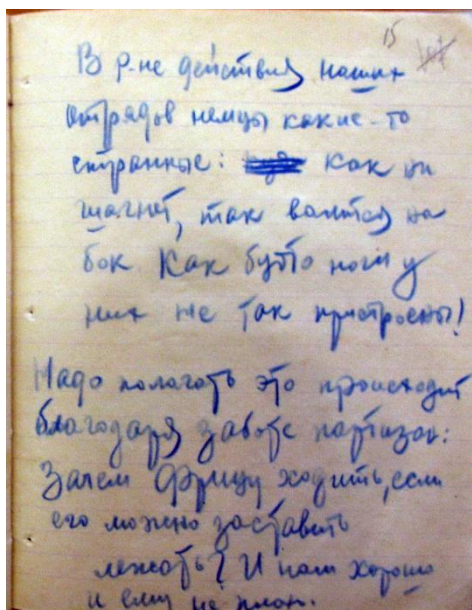 15
В р-не действия наших
отрядов немцы какие-то
странные: как ни
шагнет, так валится на
бок. Как будто ноги у
них не так пристроены!
Надо полагать это происходит
благодаря заботе партизан:
Зачем Фрицу ходить, если
его можно заставить
лежать? И нам хорошо
и ему не плохо.